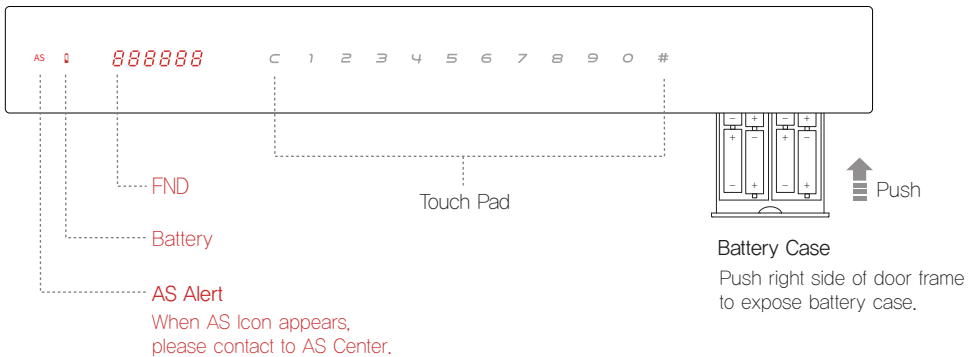 AS 888888 C 1 2 3 4 5 6 7 8 9 0 #
FND
Touch Pad
Push
Battery
Battery Case
Push right side of door frame
to expose battery case.
AS Alert
When AS Icon appears,
please contact to AS Center.